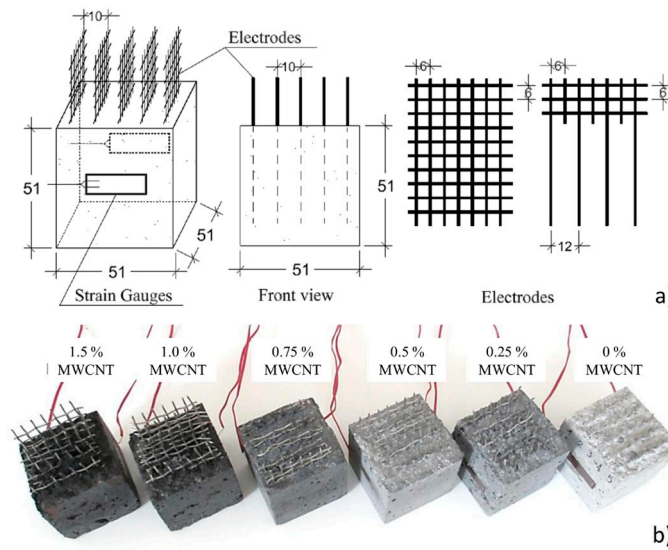 10
Electrodes
10
6
6
6
6
51
51
51
51
51
12
Strain Gauges
Front view
Electrodes
a)
1.5 %
MWCNT
1.0 %
MWCNT
0.75 %
MWCNT
0.5 %
MWCNT
0.25 %
MWCNT
0 %
MWCNT
b)